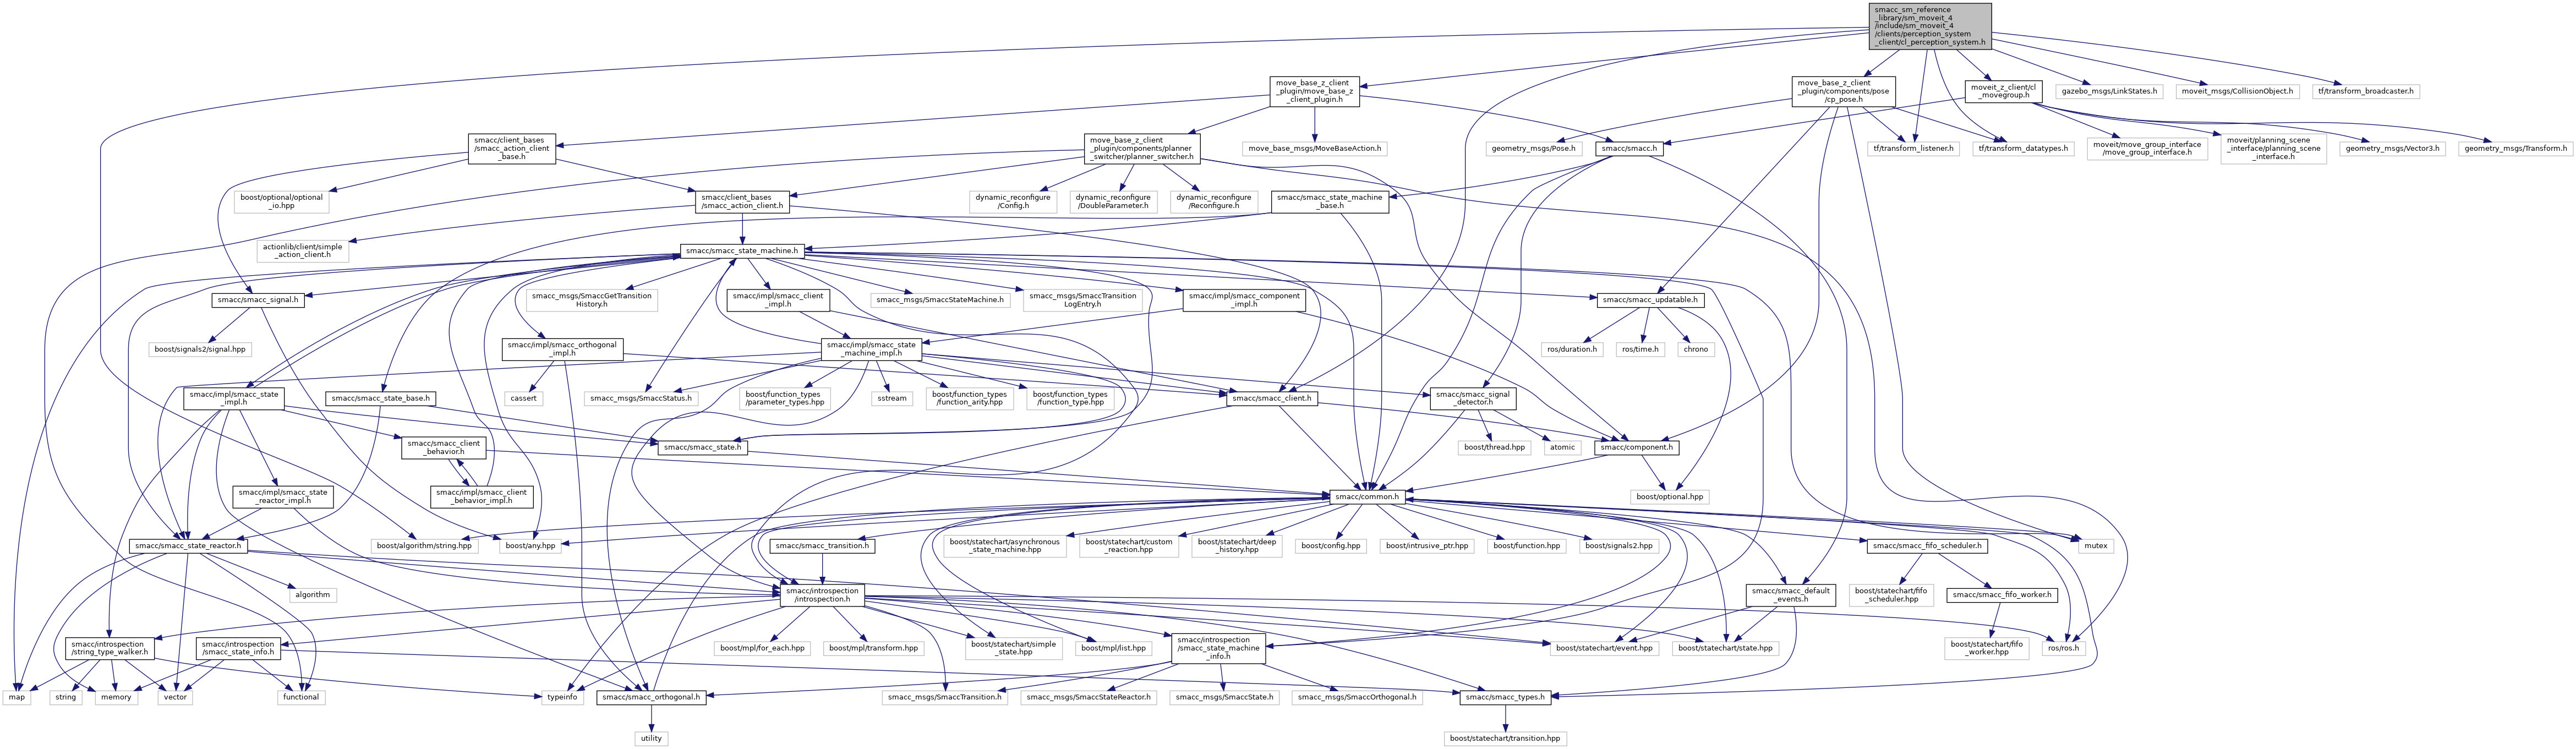 smacc_sm_reference
_library/sm_moveit_4
/include/sm_moveit_4
/clients/perception_system
_client/cl_perception_system.h
move_base_z_client
_plugin/move_base_z
_client_plugin.h
move_base_z_client
_plugin/components/pose
/cp_pose.h
moveit_z_client/cl
_movegroup.h
gazebo_msgs/LinkStates.h
moveit_msgs/CollisionObject.h
tf/transform_broadcaster.h
smacc/client_bases
/smacc_action_client
_base.h
move_base_z_client
_plugin/components/planner
_switcher/planner_switcher.h
move_base_msgs/MoveBaseAction.h
geometry_msgs/Pose.h
smacc/smacc.h
tf/transform_listener.h
tf/transform_datatypes.h
moveit/move_group_interface
/move_group_interface.h
moveit/planning_scene
_interface/planning_scene
_interface.h
geometry_msgs/Vector3.h
geometry_msgs/Transform.h
boost/optional/optional
_io.hpp
smacc/client_bases
/smacc_action_client.h
dynamic_reconfigure
/Config.h
dynamic_reconfigure
/DoubleParameter.h
dynamic_reconfigure
/Reconfigure.h
smacc/smacc_state_machine
_base.h
actionlib/client/simple
_action_client.h
smacc/smacc_state_machine.h
smacc/smacc_signal.h
smacc_msgs/SmaccGetTransition
History.h
smacc/impl/smacc_client
_impl.h
smacc_msgs/SmaccStateMachine.h
smacc_msgs/SmaccTransition
LogEntry.h
smacc/impl/smacc_component
_impl.h
smacc/smacc_updatable.h
boost/signals2/signal.hpp
smacc/impl/smacc_orthogonal
_impl.h
smacc/impl/smacc_state
_machine_impl.h
ros/duration.h
ros/time.h
chrono
smacc/impl/smacc_state
_impl.h
smacc/smacc_state_base.h
cassert
smacc_msgs/SmaccStatus.h
boost/function_types
/parameter_types.hpp
sstream
boost/function_types
/function_arity.hpp
boost/function_types
/function_type.hpp
smacc/smacc_client.h
smacc/smacc_signal
_detector.h
smacc/smacc_client
_behavior.h
smacc/smacc_state.h
boost/thread.hpp
atomic
smacc/component.h
smacc/impl/smacc_state
_reactor_impl.h
smacc/impl/smacc_client
_behavior_impl.h
smacc/common.h
boost/optional.hpp
smacc/smacc_state_reactor.h
boost/algorithm/string.hpp
boost/any.hpp
smacc/smacc_transition.h
boost/statechart/asynchronous
_state_machine.hpp
boost/statechart/custom
_reaction.hpp
boost/statechart/deep
_history.hpp
boost/config.hpp
boost/intrusive_ptr.hpp
boost/function.hpp
boost/signals2.hpp
smacc/smacc_fifo_scheduler.h
mutex
algorithm
smacc/introspection
/introspection.h
smacc/smacc_default
_events.h
boost/statechart/fifo
_scheduler.hpp
smacc/smacc_fifo_worker.h
smacc/introspection
/string_type_walker.h
smacc/introspection
/smacc_state_info.h
boost/mpl/for_each.hpp
boost/mpl/transform.hpp
boost/statechart/simple
_state.hpp
boost/mpl/list.hpp
smacc/introspection
/smacc_state_machine
_info.h
boost/statechart/event.hpp
boost/statechart/state.hpp
boost/statechart/fifo
_worker.hpp
ros/ros.h
map
string
memory
vector
functional
typeinfo
smacc/smacc_orthogonal.h
smacc_msgs/SmaccTransition.h
smacc_msgs/SmaccStateReactor.h
smacc_msgs/SmaccState.h
smacc_msgs/SmaccOrthogonal.h
smacc/smacc_types.h
utility
boost/statechart/transition.hpp